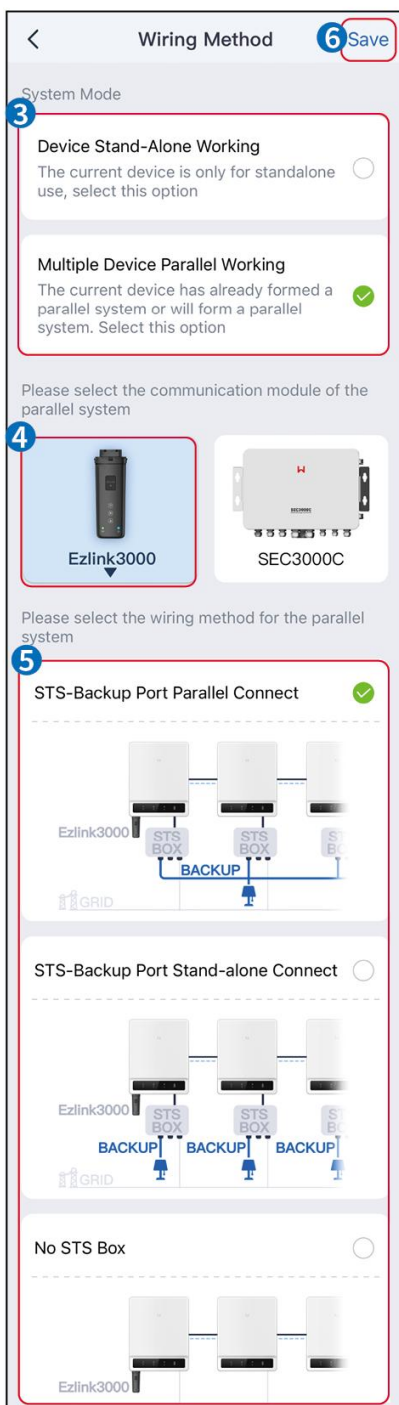 Wiring Method
6
Save
System Mode
3
Device Stand-Alone Working
The current device is only for standalone
use, select this option
Multiple Device Parallel Working
The current device has already formed a
parallel system or will form a parallel
system. Select this option
Please select the communication module of the
parallel system
4
Ezlink3000
SEC3000C
SEC3000C
Please select the wiring method for the parallel
system
5
STS-Backup Port Parallel Connect
Ezlink3000
STS
BOX
STS
BOX
BACKUP
GRID
STS-Backup Port Stand-alone Connect
Ezlink3000
STS
BOX
STS
BOX
BACKUP
BACKUP
BACKUP
GRID
No STS Box
Ezlink3000